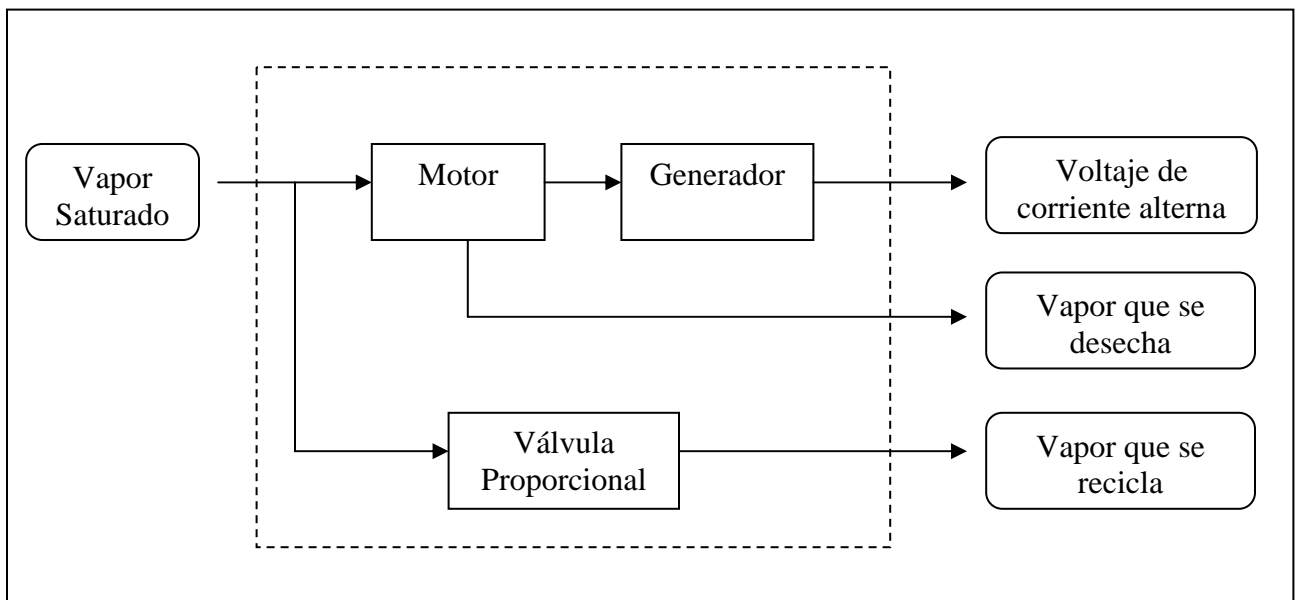 Vapor
Saturado
Motor
Generador
Voltaje de
corriente alterna
Vapor que se
desecha
Válvula
Proporcional
Vapor que se
recicla